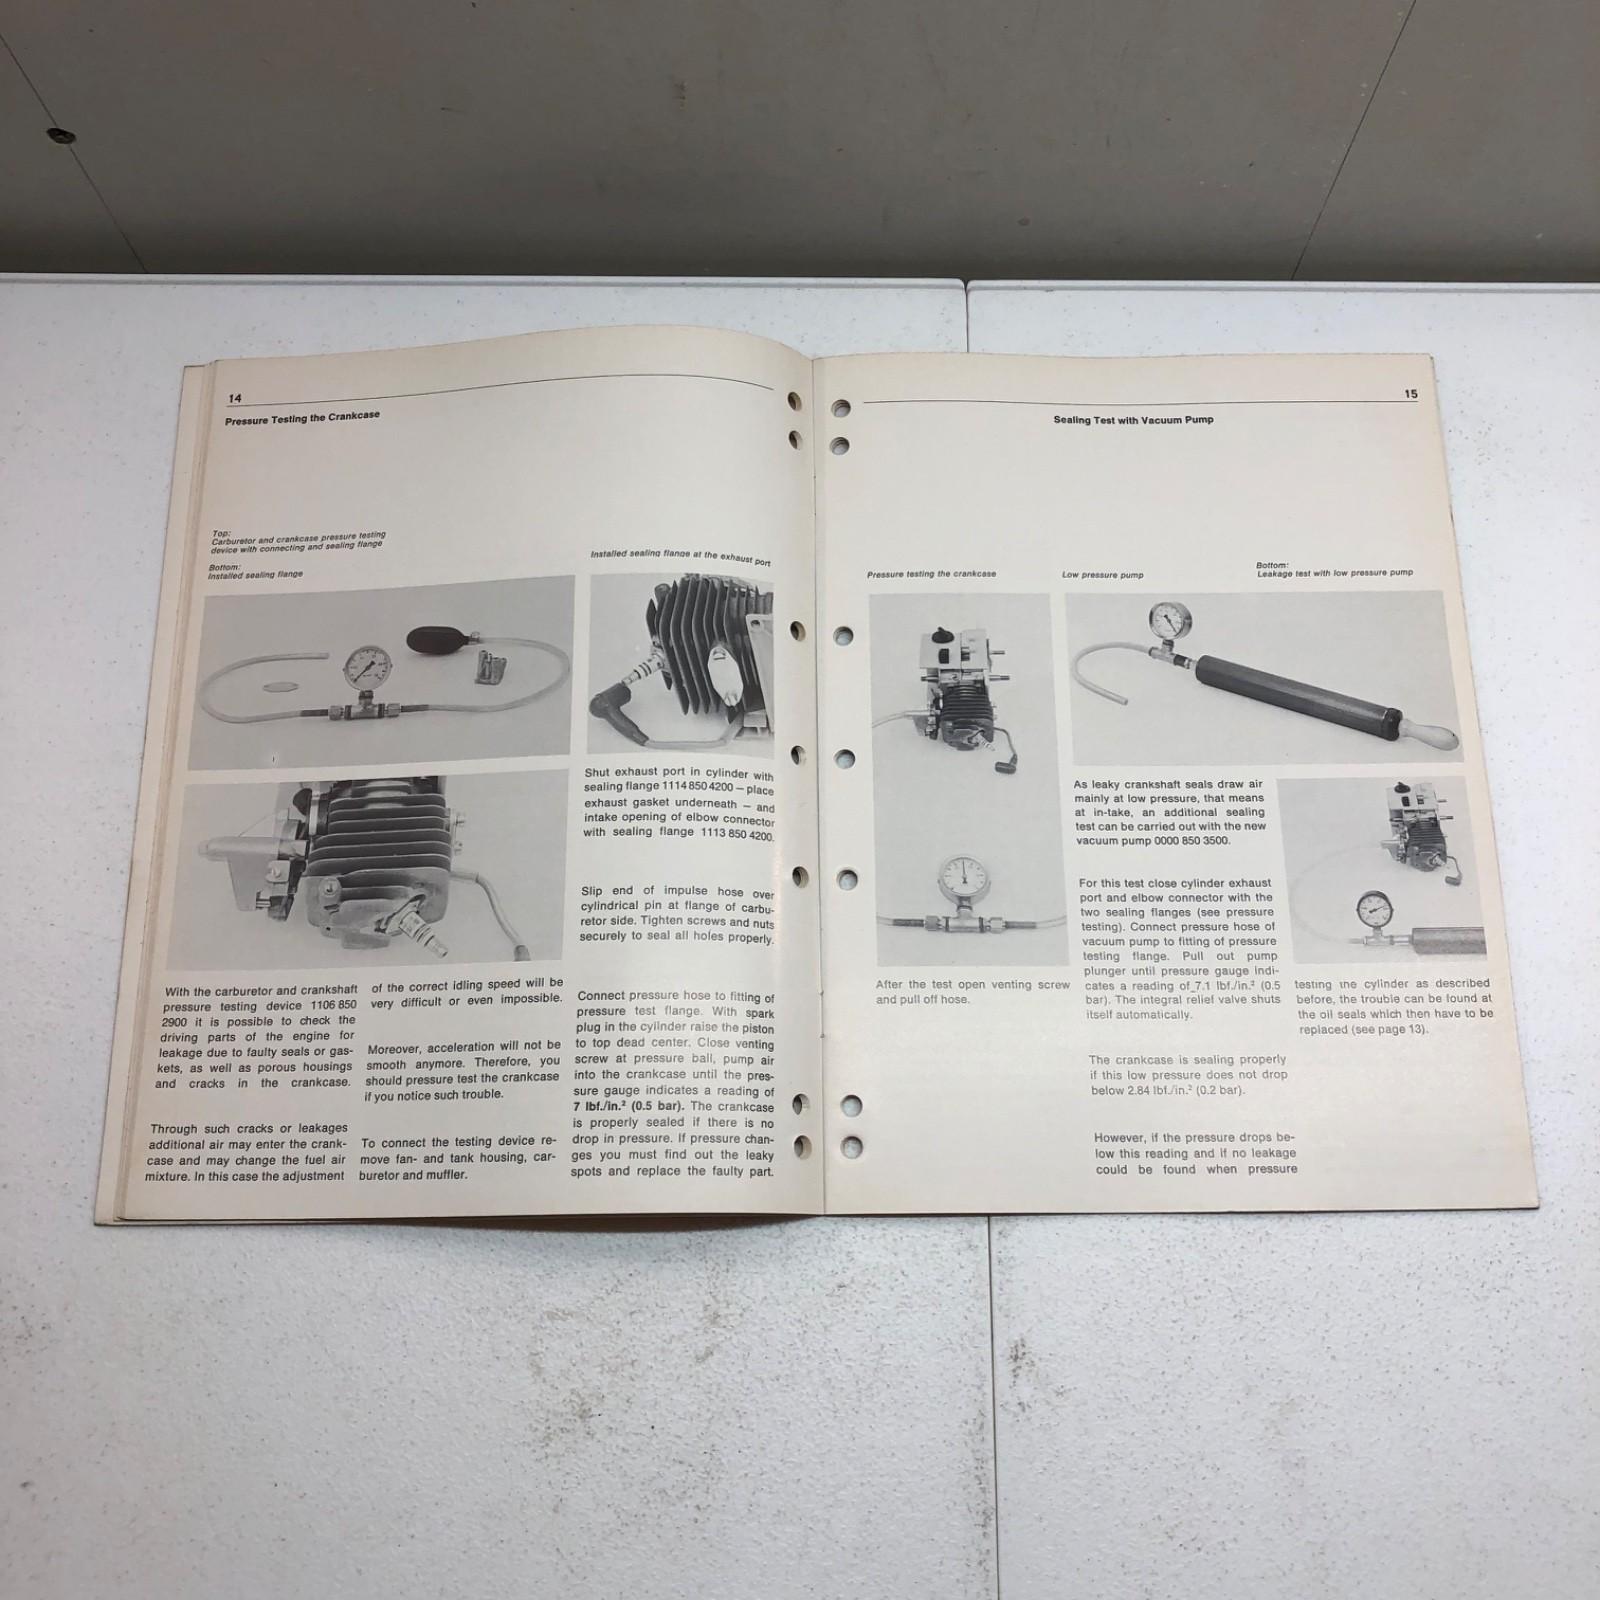 14
Pressure Testing the Crankcase
Top:
Carburetor and crankcase pressure testing
device with connecting and sealing flange
Bottom:
Installed sealing flange
Installed sealing flange at the exhaust port
With the carburetor and crankshaft
pressure testing device 1106 850
2900 it is possible to check the
driving parts of the engine for
leakage due to faulty seals or gas-
kets, as well as porous housings
and cracks in the crankcase.
Through such cracks or leakages
additional air may enter the crank-
case and may change the fuel air
mixture. In this case the adjustment
of the correct idling speed will be
very difficult or even impossible.
Moreover, acceleration will not be
smooth anymore. Therefore, you
should pressure test the crankcase
if you notice such trouble.
To connect the testing device re-
move fan- and tank housing, car-
buretor and muffler.
Shut exhaust port in cylinder with
sealing flange 1114 850 4200 – place
exhaust gasket underneath – and
intake opening of elbow connector
with sealing flange 1113 850 4200.
Slip end of impulse hose over
cylindrical pin at flange of carbu-
retor side. Tighten screws and nuts
securely to seal all holes properly.
Connect pressure hose to fitting of
pressure test flange. With spark
plug in the cylinder raise the piston
to top dead center. Close venting
screw at pressure ball, pump air
into the crankcase until the pres-
sure gauge indicates a reading of
7 lbf./in.² (0.5 bar). The crankcase
is properly sealed if there is no
drop in pressure. If pressure chan-
ges you must find out the leaky
spots and replace the faulty part.
15
Sealing Test with Vacuum Pump
Pressure testing the crankcase
Low pressure pump
Bottom:
Leakage test with low pressure pump
After the test open venting screw
and pull off hose.
As leaky crankshaft seals draw air
mainly at low pressure, that means
at in-take, an additional sealing
test can be carried out with the new
vacuum pump 0000 850 3500.
For this test close cylinder exhaust
port and elbow connector with the
two sealing flanges (see pressure
testing). Connect pressure hose of
vacuum pump to fitting of pressure
testing flange. Pull out pump
plunger until pressure gauge indi-
cates a reading of 7.1 lbf./in.² (0.5
bar). The integral relief valve shuts
itself automatically.
The crankcase is sealing properly
if this low pressure does not drop
below 2.84 lbf./in.² (0.2 bar).
However, if the pressure drops be-
low this reading and if no leakage
could be found when pressure
testing the cylinder as described
before, the trouble can be found at
the oil seals which then have to be
replaced (see page 13).